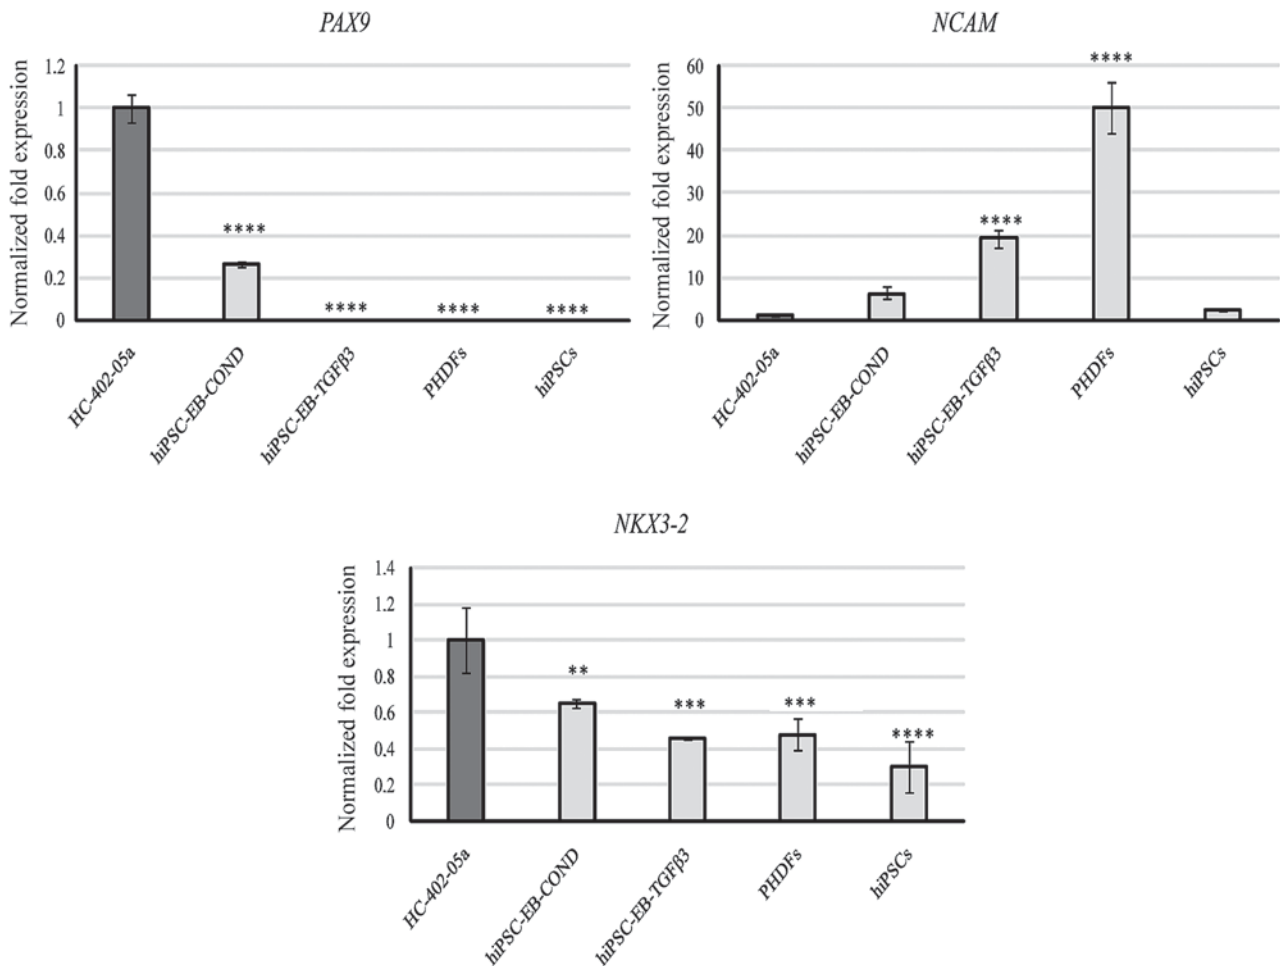 PAX9
Normalized fold expression
1.2
1
0.8
0.6
0.4
0.2
0
****
****
****
****
HC-402-05a
hiPSC-EB-COND
hiPSC-EB-TGFβ3
PHDFs
hiPSCs
NCAM
Normalized fold expression
60
50
40
30
20
10
0
****
****
HC-402-05a
hiPSC-EB-COND
hiPSC-EB-TGFβ3
PHDFs
hiPSCs
NKX3-2
Normalized fold expression
1.4
1.2
1
0.8
0.6
0.4
0.2
0
**
***
***
****
HC-402-05a
hiPSC-EB-COND
hiPSC-EB-TGFβ3
PHDFs
hiPSCs